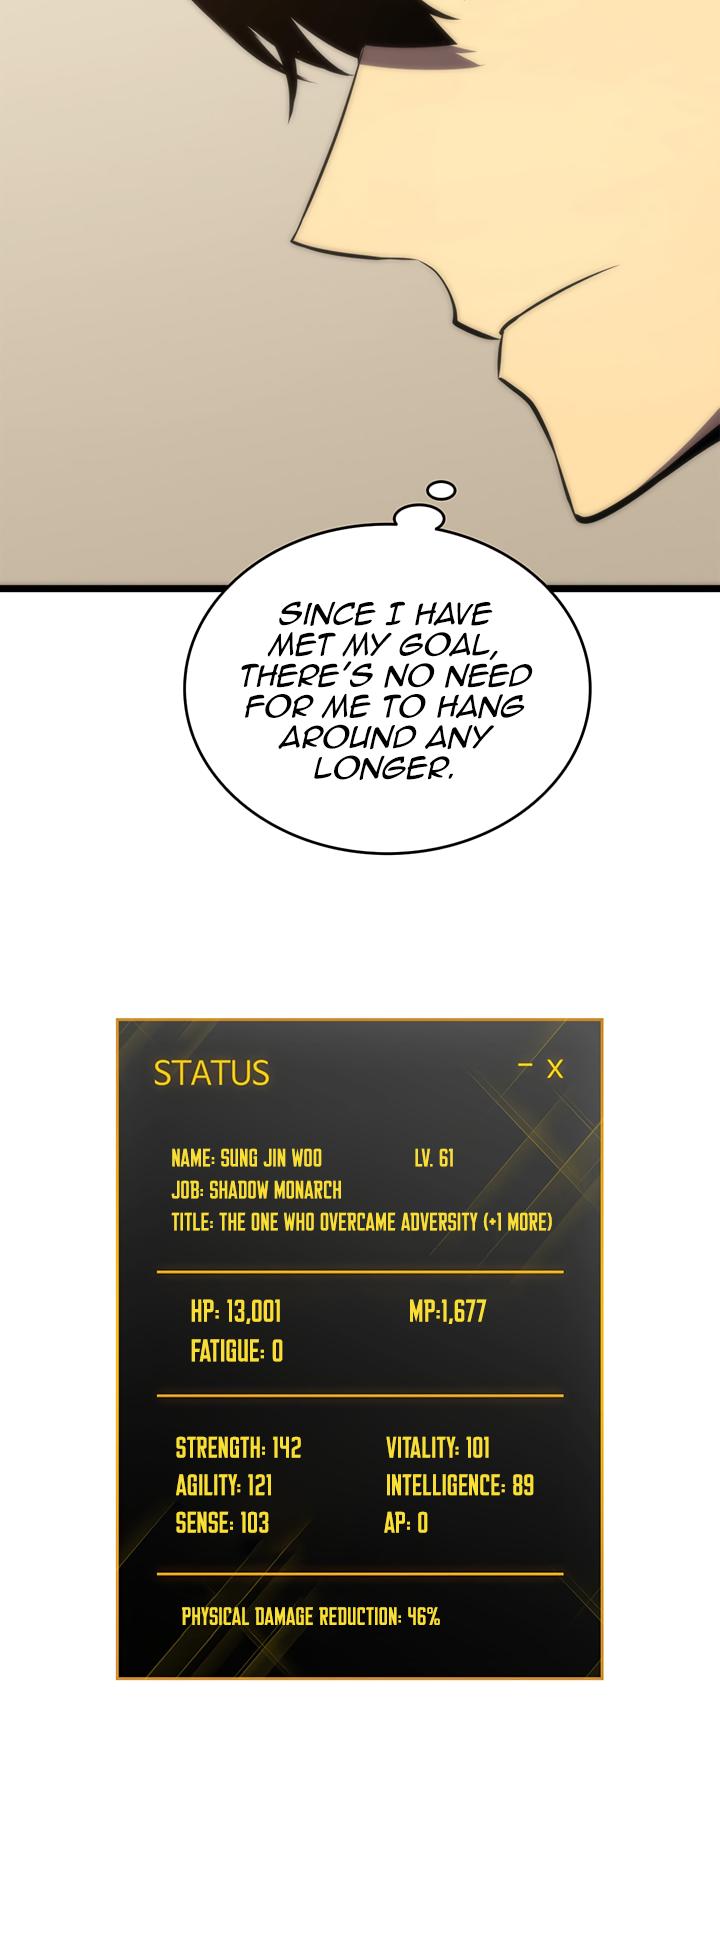 SINCE I HAVE
MET MY GOAL,
THERE'S NO NEED
FOR ME TO HANG
AROUND ANY
LONGER.
STATUS - X
NAME: SUNG JIN WOO LV. 61
JOB: SHADOW MONARCH
TITLE: THE ONE WHO OVERCAME ADVERSITY (+1 MORE)
HP: 13,001 MP:1,677
FATIGUE: 0
STRENGTH: 142 VITALITY: 101
AGILITY: 121 INTELLIGENCE: 89
SENSE: 103 AP: 0
PHYSICAL DAMAGE REDUCTION: 46%